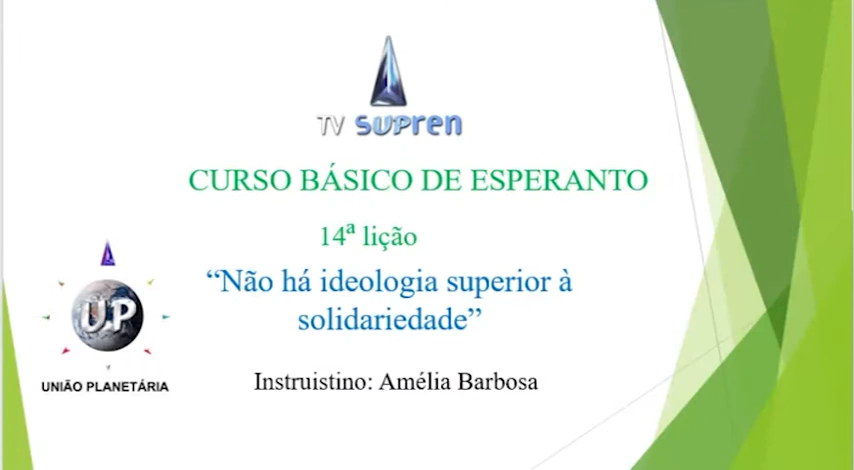 TV SUPren
CURSO BÁSICO DE ESPERANTO
14ª lição
“Não há ideologia superior à
solidariedade”
UP
UNIÃO PLANETÁRIA
Instruistino: Amélia Barbosa